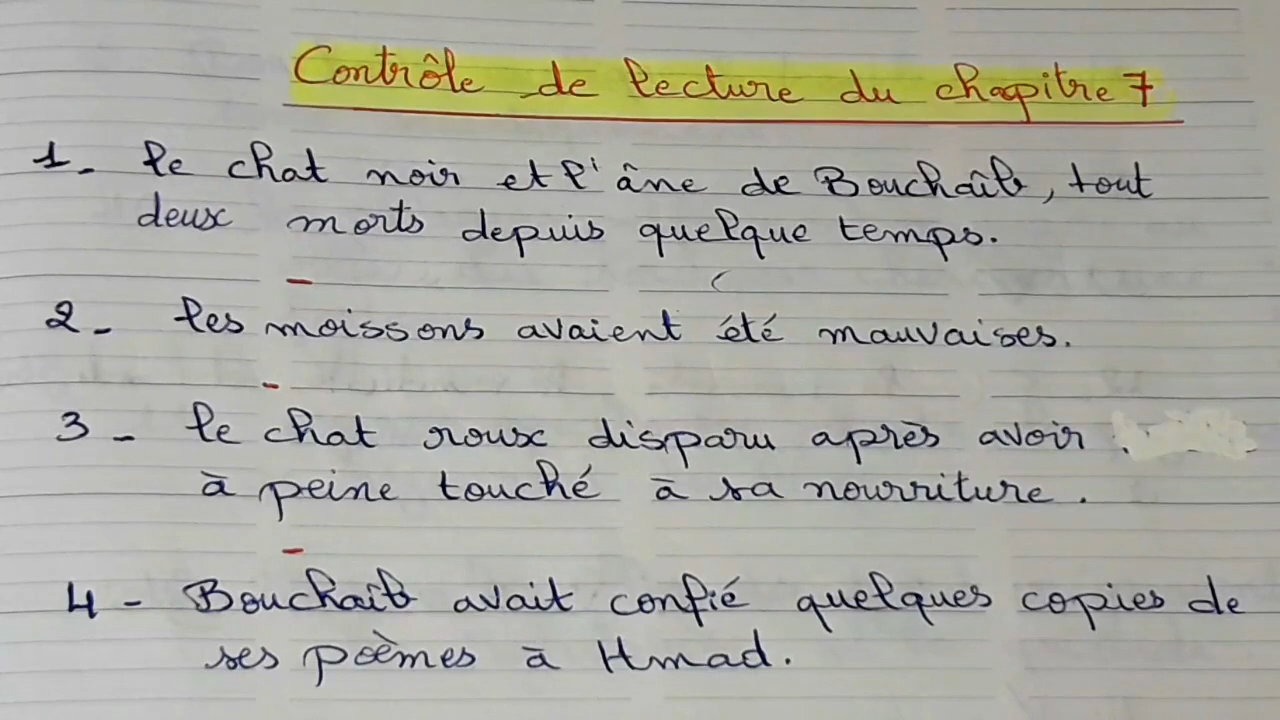 Contrôle de lecture du chapitre 7
1- le chat noir et l'âne de Bouchaîb, tout
deux morts depuis quelque temps.
2- les moissons avaient été mauvaises.
3- le chat roux disparu après avoir
à peine touché à sa nourriture.
4- Bouchaîb avait confié quelques copies de
ses poèmes à Hmad.